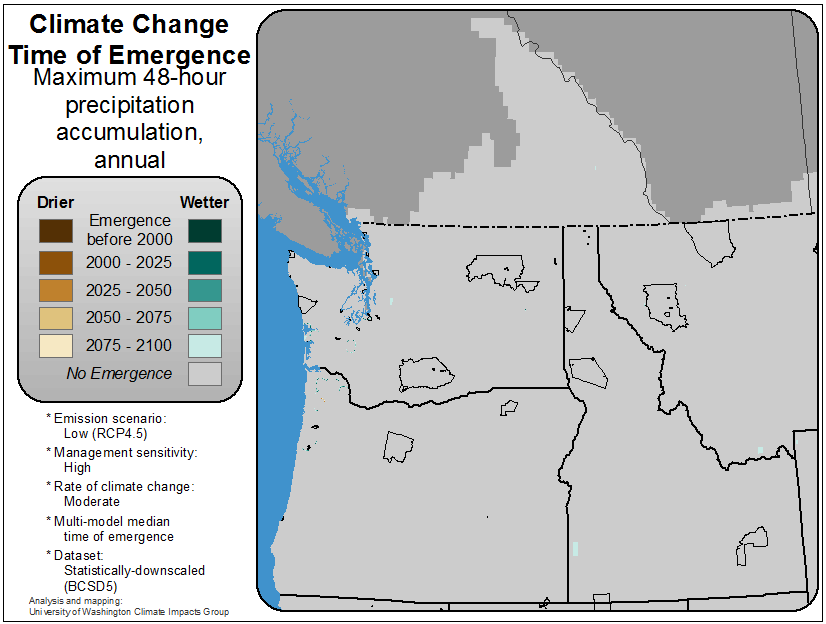 Climate Change
Time of Emergence
Maximum 48-hour
precipitation
accumulation,
annual
Drier Wetter
Emergence
before 2000
2000 - 2025
2025 - 2050
2050 - 2075
2075 - 2100
No Emergence
* Emission scenario:
Low (RCP4.5)
* Management sensitivity:
High
* Rate of climate change:
Moderate
* Multi-model median
time of emergence
* Dataset:
Statistically-downscaled
(BCSD5)
Analysis and mapping:
University of Washington Climate Impacts Group